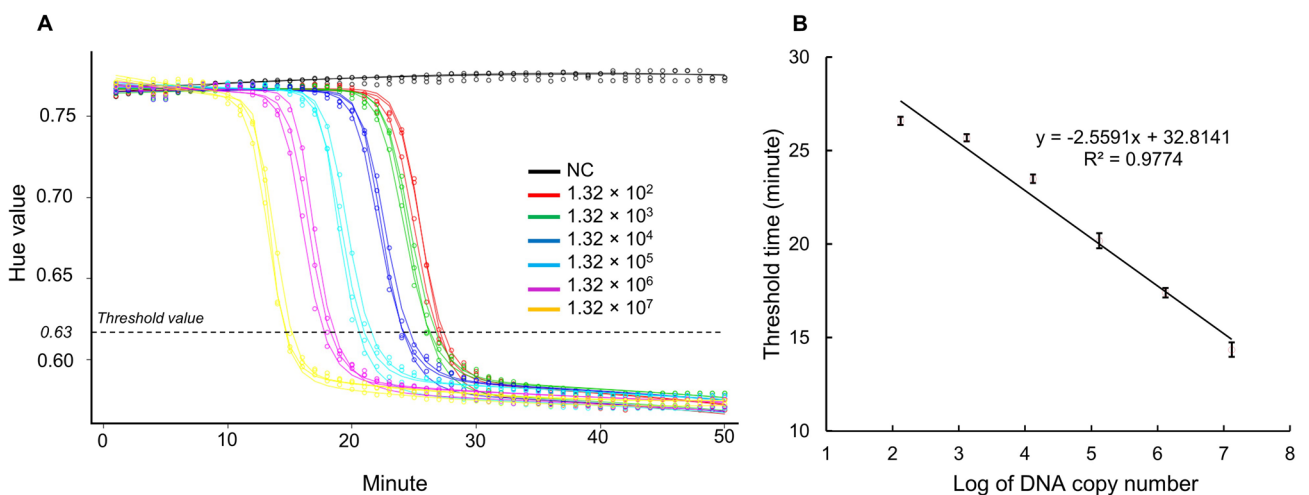 A
Hue value
0.75
0.70
0.65
0.63
0.60
Threshold value
NC
1.32 × 10²
1.32 × 10³
1.32 × 10⁴
1.32 × 10⁵
1.32 × 10⁶
1.32 × 10⁷
0 10 20 30 40 50
Minute
B
Threshold time (minute)
30
25
20
15
10
y = -2.5591x + 32.8141
R² = 0.9774
1 2 3 4 5 6 7 8
Log of DNA copy number